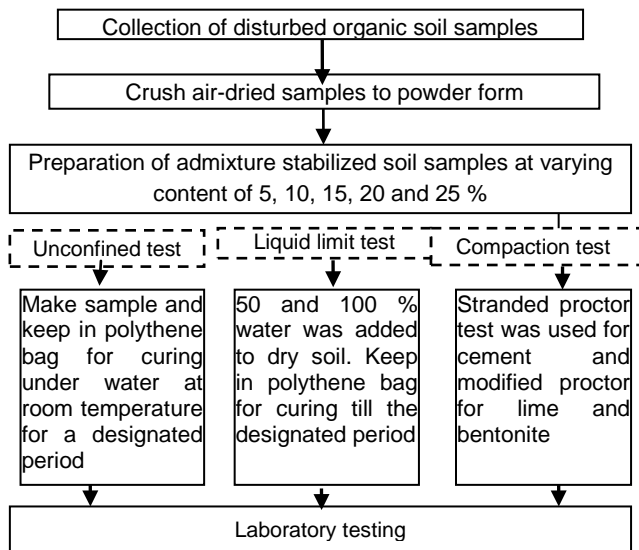 Collection of disturbed organic soil samples
Crush air-dried samples to powder form
Preparation of admixture stabilized soil samples at varying
content of 5, 10, 15, 20 and 25 %
Unconfined test
Liquid limit test
Compaction test
Make sample and
keep in polythene
bag for curing
under water at
room temperature
for a designated
period
50 and 100 %
water was added
to dry soil. Keep
in polythene bag
for curing till the
designated period
Stranded proctor
test was used for
cement and
modified proctor
for lime and
bentonite
Laboratory testing